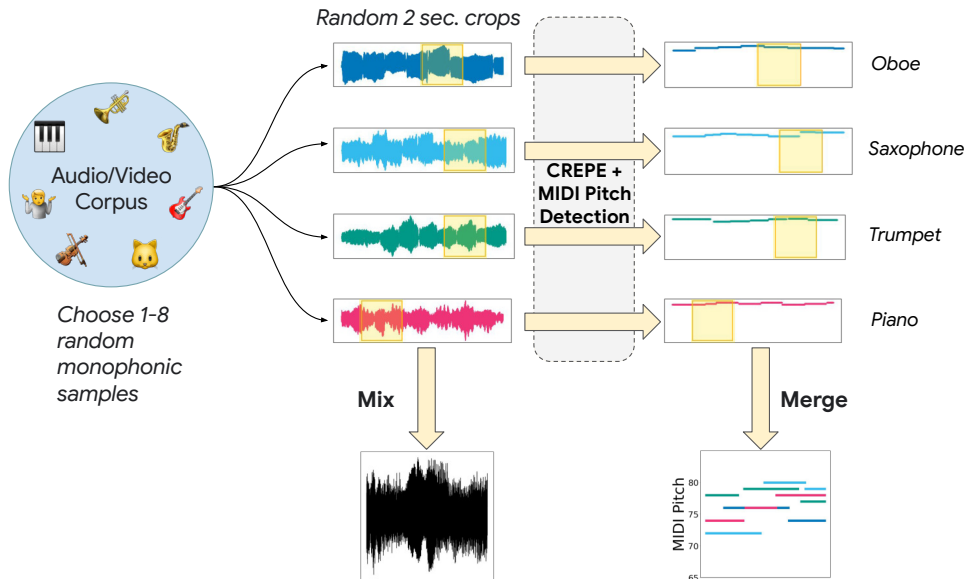 Random 2 sec. crops
Audio/Video
Corpus
Choose 1-8
random
monophonic
samples
CREPE +
MIDI Pitch
Detection
Oboe
Saxophone
Trumpet
Piano
Mix
Merge
MIDI Pitch
80
75
70
65